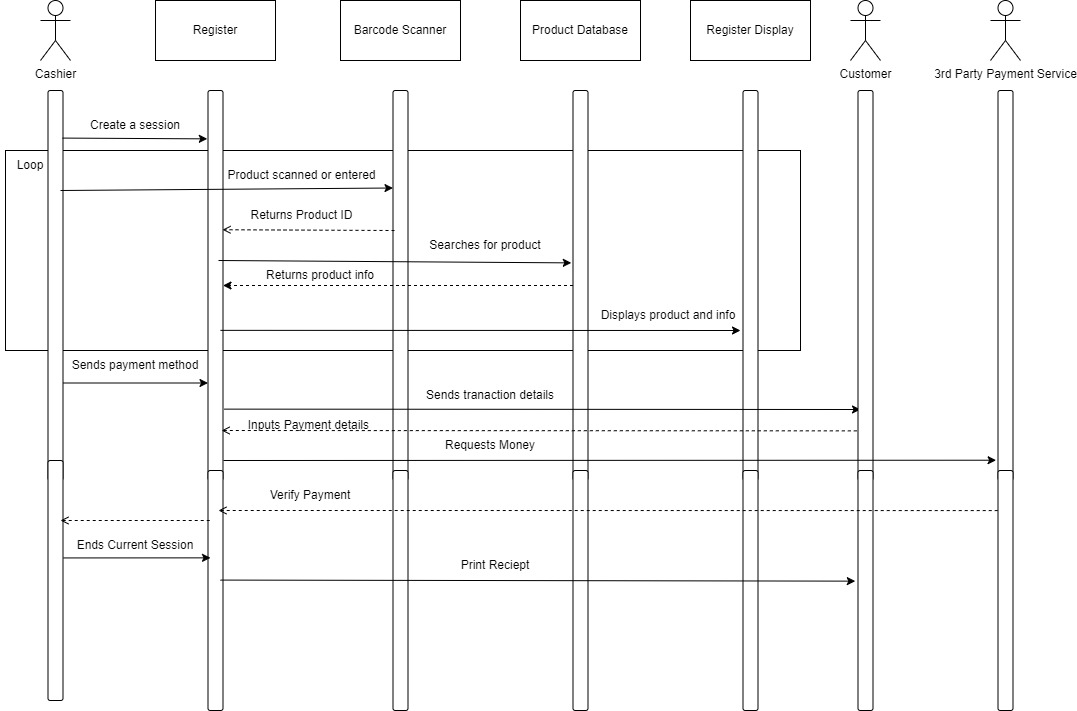 Register
Barcode Scanner
Product Database
Register Display
Cashier
Customer
3rd Party Payment Service
Create a session
Loop
Product scanned or entered
Returns Product ID
Searches for product
Returns product info
Displays product and info
Sends payment method
Sends tranaction details
Inputs Payment details
Requests Money
Verify Payment
Ends Current Session
Print Reciept